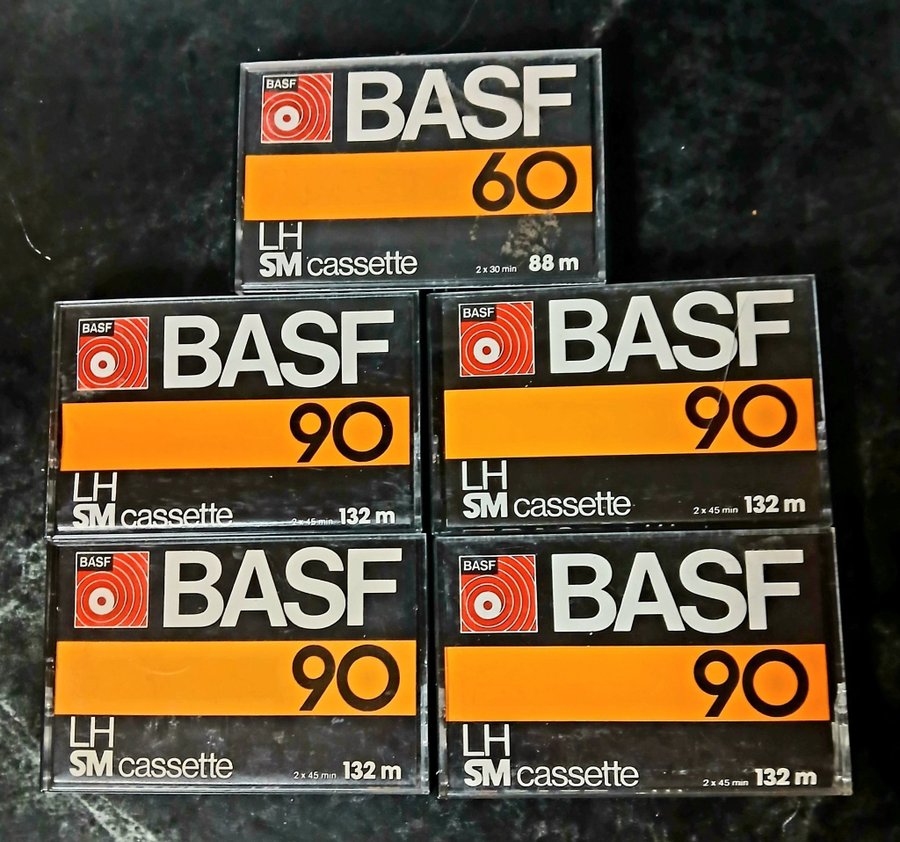 BASF
BASF
60
LH
SM cassette
2 x 30 min 88 m
BASF
BASF
90
LH
SM cassette
2 x 45 min 132 m
BASF
BASF
90
LH
SM cassette
2 x 45 min 132 m
BASF
BASF
90
LH
SM cassette
2 x 45 min 132 m
BASF
BASF
90
LH
SM cassette
2 x 45 min 132 m